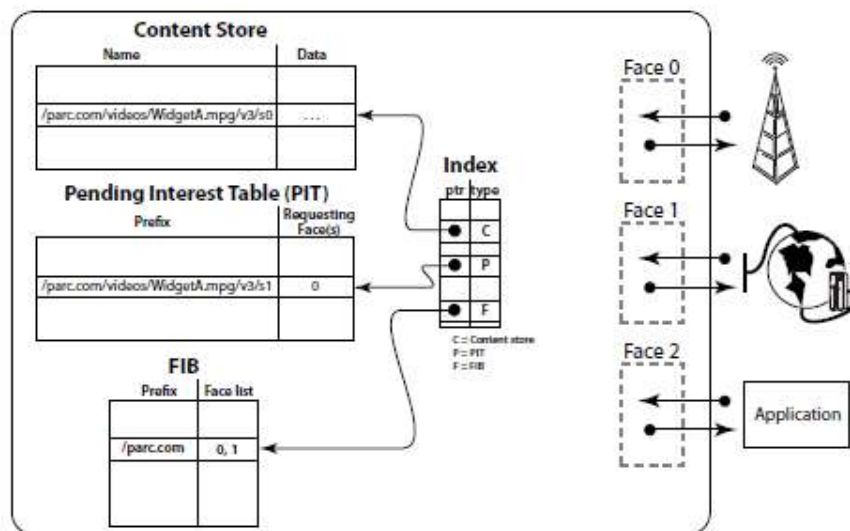 Content Store
Name Data
/parc.com/videos/WidgetA.mpg/v3/s0 ...
Pending Interest Table (PIT)
Prefix Requesting Face(s)
/parc.com/videos/WidgetA.mpg/v3/s1 0
FIB
Prefix Face list
/parc.com 0, 1
Index
ptr type
C
P
F
C = Content store
P = PIT
F = FIB
Face 0
Face 1
Face 2
Application